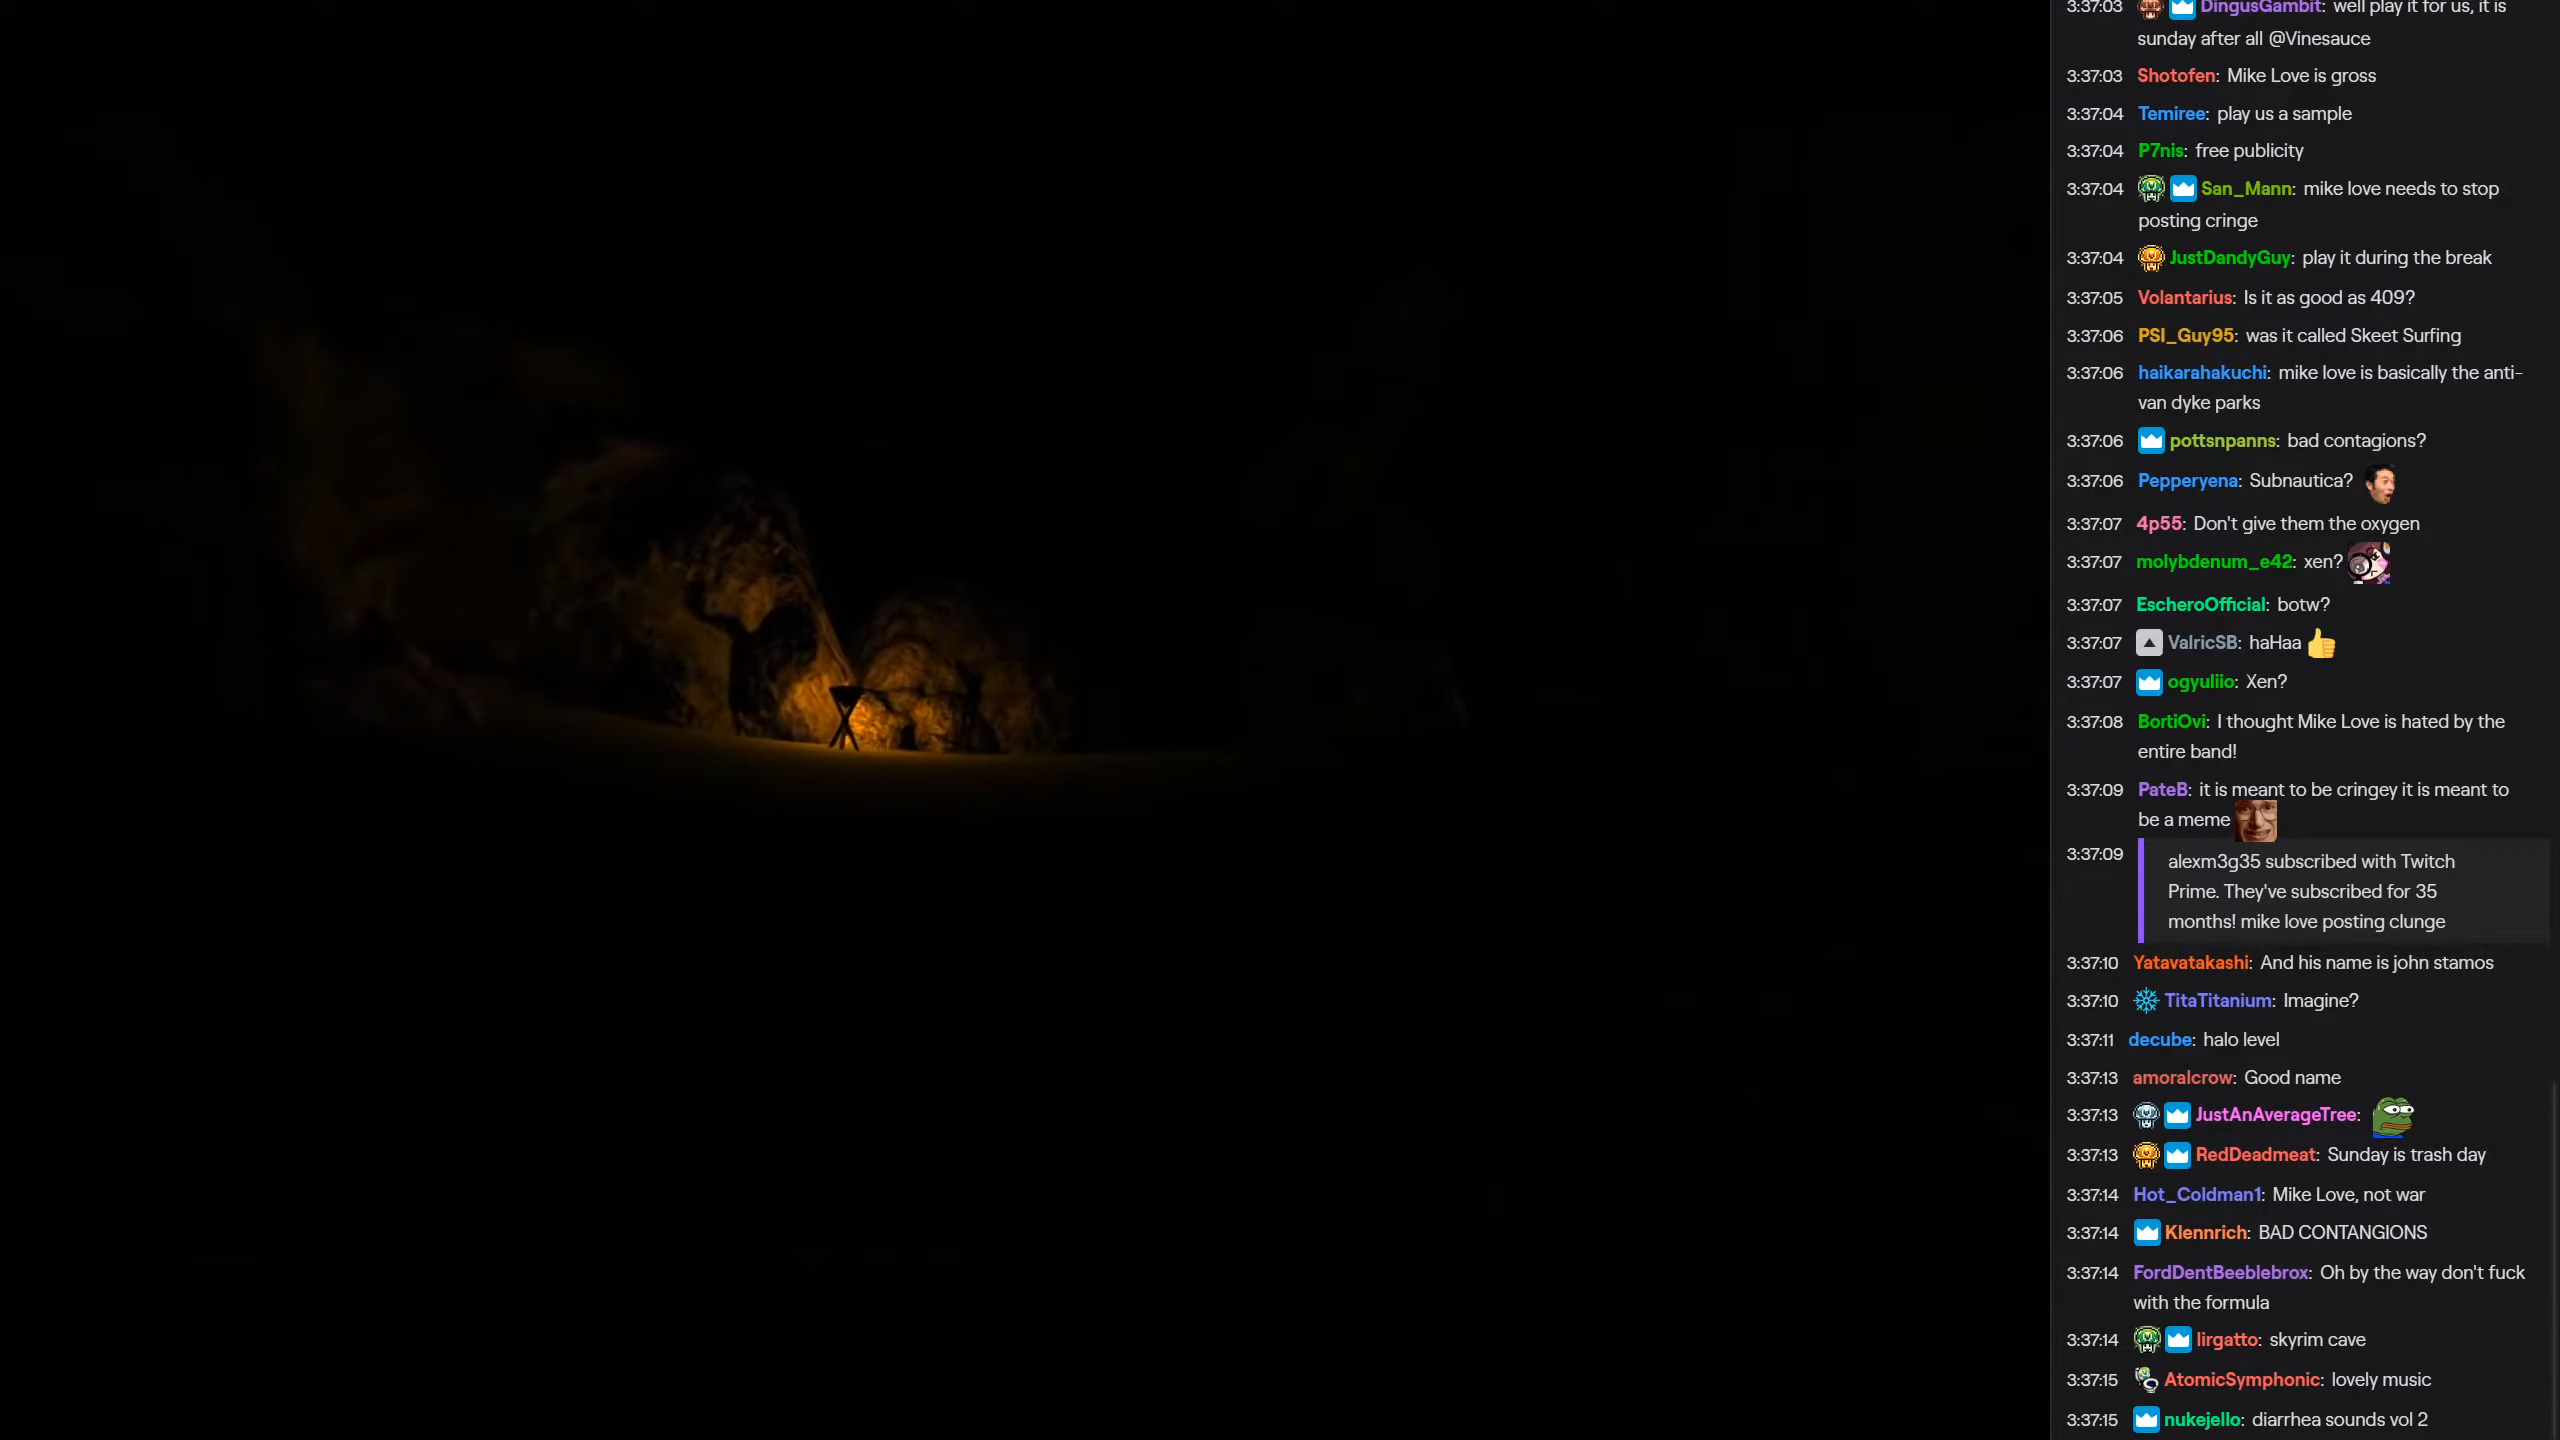 3:37:03 DingusGambit: well play it for us, it is
sunday after all @Vinesauce
3:37:03 Shotofen: Mike Love is gross
3:37:04 Temiree: play us a sample
3:37:04 P7nis: free publicity
3:37:04 San_Mann: mike love needs to stop
posting cringe
3:37:04 JustDandyGuy: play it during the break
3:37:05 Volantarius: Is it as good as 409?
3:37:06 PSI_Guy95: was it called Skeet Surfing
3:37:06 haikarahakuchi: mike love is basically the anti-
van dyke parks
3:37:06 pottsnpanns: bad contagions?
3:37:06 Pepperyena: Subnautica?
3:37:07 4p55: Don't give them the oxygen
3:37:07 molybdenum_e42: xen?
3:37:07 EscheroOfficial: botw?
3:37:07 ValricSB: haHaa
3:37:07 ogyuliio: Xen?
3:37:08 BortiOvi: I thought Mike Love is hated by the
entire band!
3:37:09 PateB: it is meant to be cringey it is meant to
be a meme
3:37:09 alexm3g35 subscribed with Twitch
Prime. They've subscribed for 35
months! mike love posting clunge
3:37:10 Yatavatakashi: And his name is john stamos
3:37:10 TitaTitanium: Imagine?
3:37:11 decube: halo level
3:37:13 amoralcrow: Good name
3:37:13 JustAnAverageTree:
3:37:13 RedDeadmeat: Sunday is trash day
3:37:14 Hot_Coldman1: Mike Love, not war
3:37:14 Klennrich: BAD CONTANGIONS
3:37:14 FordDentBeeblebrox: Oh by the way don't fuck
with the formula
3:37:14 lirgatto: skyrim cave
3:37:15 AtomicSymphonic: lovely music
3:37:15 nukejello: diarrhea sounds vol 2